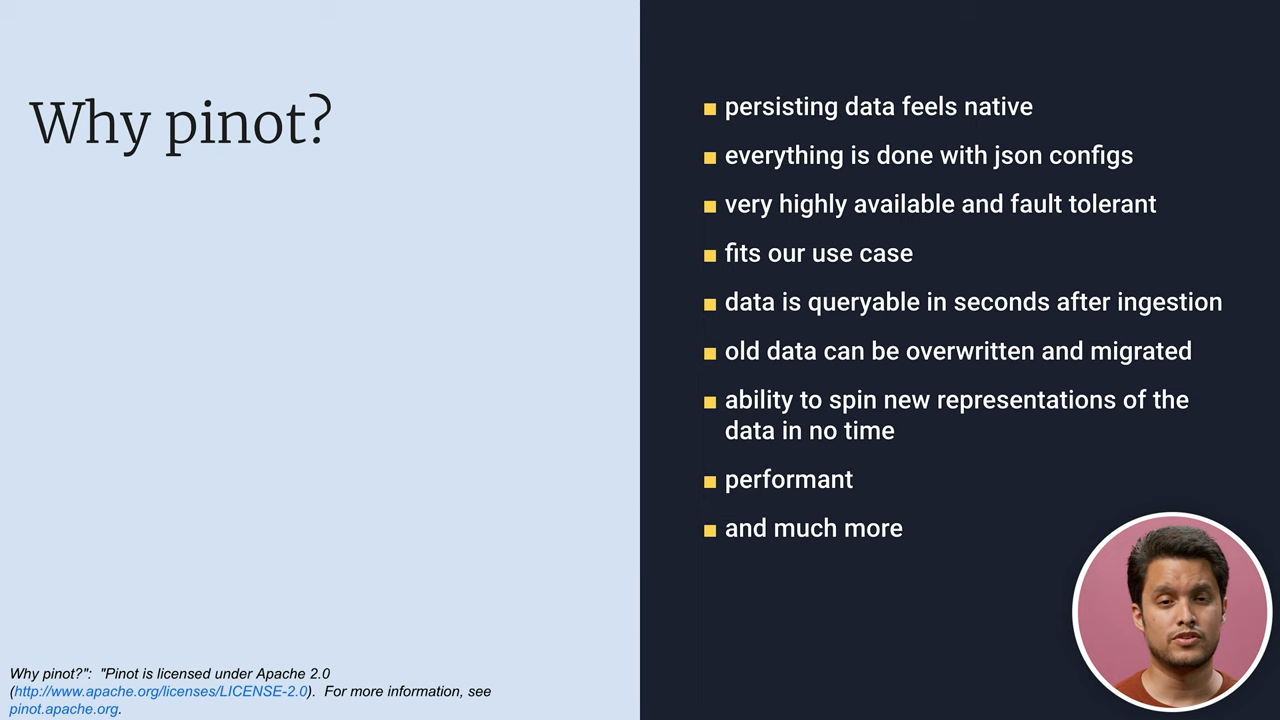 Why pinot?
persisting data feels native
everything is done with json configs
very highly available and fault tolerant
fits our use case
data is queryable in seconds after ingestion
old data can be overwritten and migrated
ability to spin new representations of the
data in no time
performant
and much more
Why pinot?":  "Pinot is licensed under Apache 2.0
(http://www.apache.org/licenses/LICENSE-2.0).  For more information, see
pinot.apache.org.